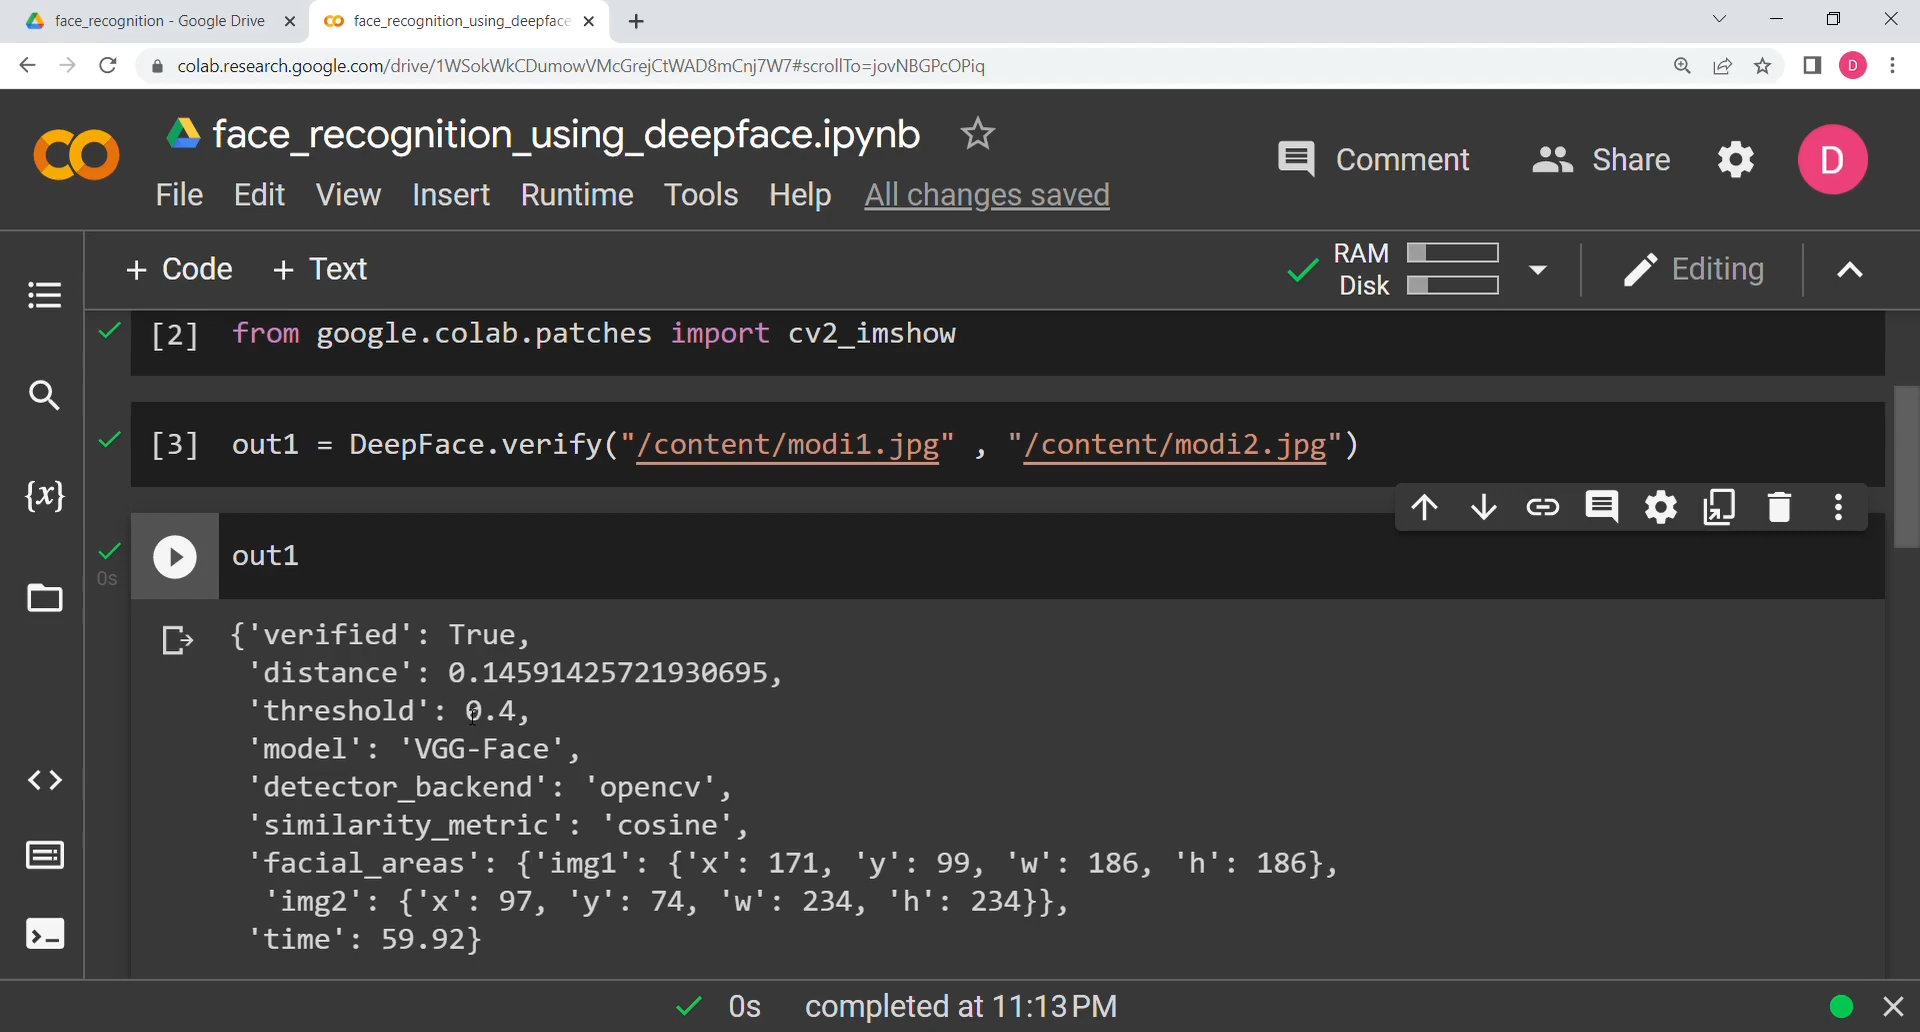 face_recognition - Google Drive
face_recognition_using_deepface
colab.research.google.com/drive/1WSokWkCDumowVMcGrejCtWAD8mCnj7W7#scrollTo=jovNBGPcOPiq
D
face_recognition_using_deepface.ipynb
Comment
Share
D
File Edit View Insert Runtime Tools Help All changes saved
+ Code + Text
RAM
Disk
Editing
[2] from google.colab.patches import cv2_imshow
[3] out1 = DeepFace.verify("/content/modi1.jpg" , "/content/modi2.jpg")
{x}
out1
0s
{'verified': True,
'distance': 0.14591425721930695,
'threshold': 0.4,
'model': 'VGG-Face',
'detector_backend': 'opencv',
'similarity_metric': 'cosine',
'facial_areas': {'img1': {'x': 171, 'y': 99, 'w': 186, 'h': 186},
'img2': {'x': 97, 'y': 74, 'w': 234, 'h': 234}},
'time': 59.92}
0s completed at 11:13 PM